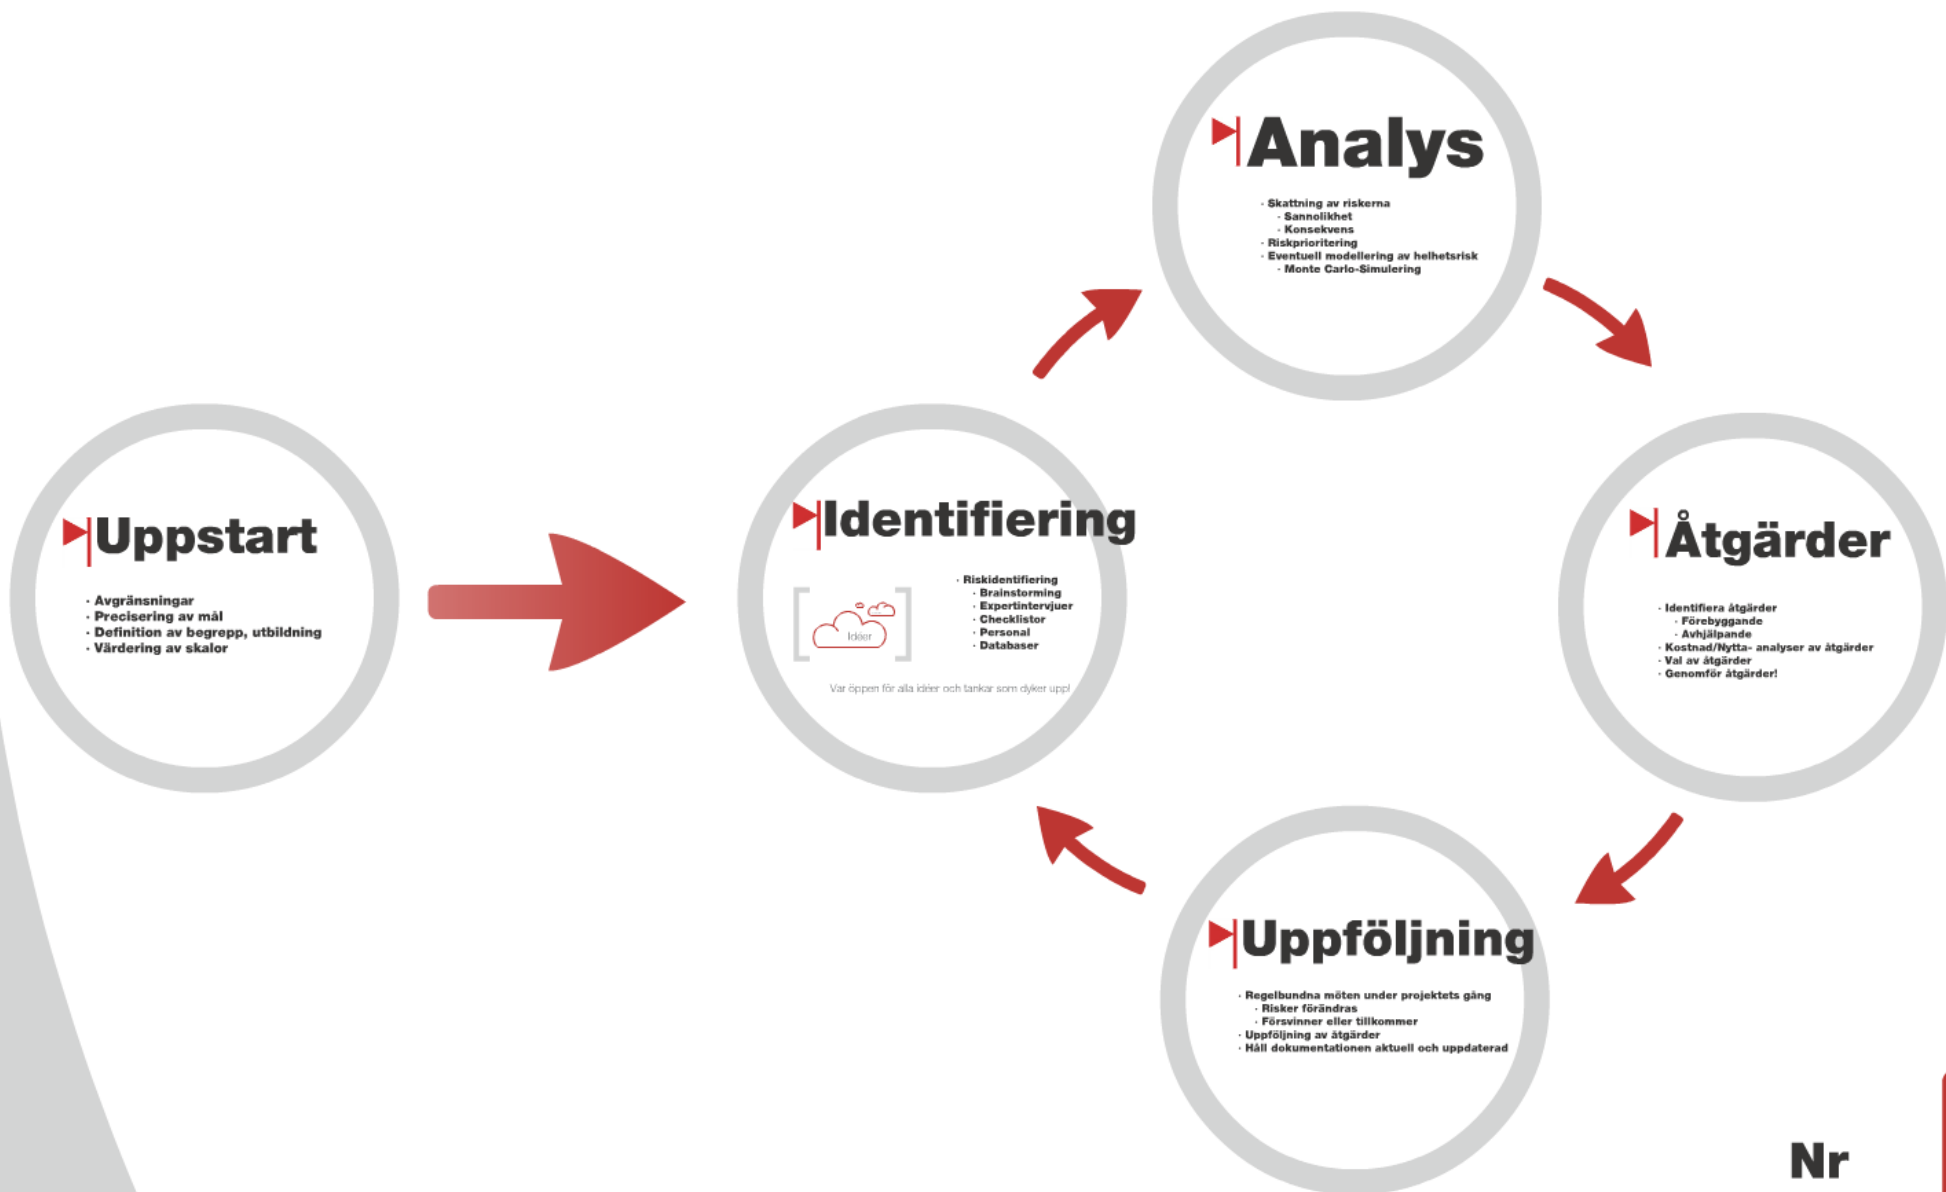 Uppstart
· Avgränsningar
· Precisering av mål
· Definition av begrepp, utbildning
· Värdering av skalor
Identifiering
· Riskidentifiering
· Brainstorming
· Expertintervjuer
· Checklistor
· Personal
· Databaser
Idéer
Var öppen för alla idéer och tankar som dyker upp!
Analys
· Skattning av riskerna
· Sannolikhet
· Konsekvens
· Riskprioritering
· Eventuell modellering av helhetsrisk
· Monte Carlo-Simulering
Åtgärder
· Identifiera åtgärder
· Förebyggande
· Avhjälpande
· Kostnad/Nytta- analyser av åtgärder
· Val av åtgärder
· Genomför åtgärder!
Uppföljning
· Regelbundna möten under projektets gång
· Risker förändras
· Försvinner eller tillkommer
· Uppföljning av åtgärder
· Håll dokumentationen aktuell och uppdaterad
Nr